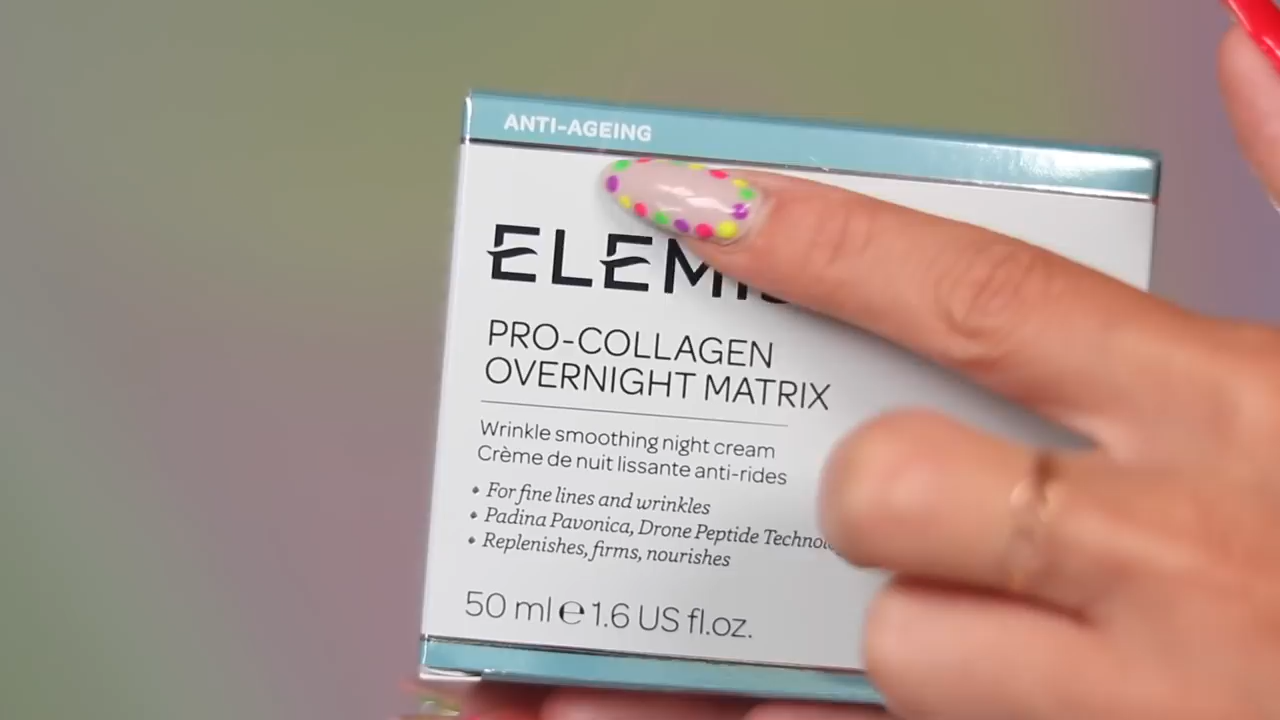 ANTI-AGEING
ELEMIS
PRO-COLLAGEN
OVERNIGHT MATRIX
Wrinkle smoothing night cream
Crème de nuit lissante anti-rides
• For fine lines and wrinkles
• Padina Pavonica, Drone Peptide
• Replenishes, firms, nourishes
50 ml ℮ 1.6 US fl.oz.